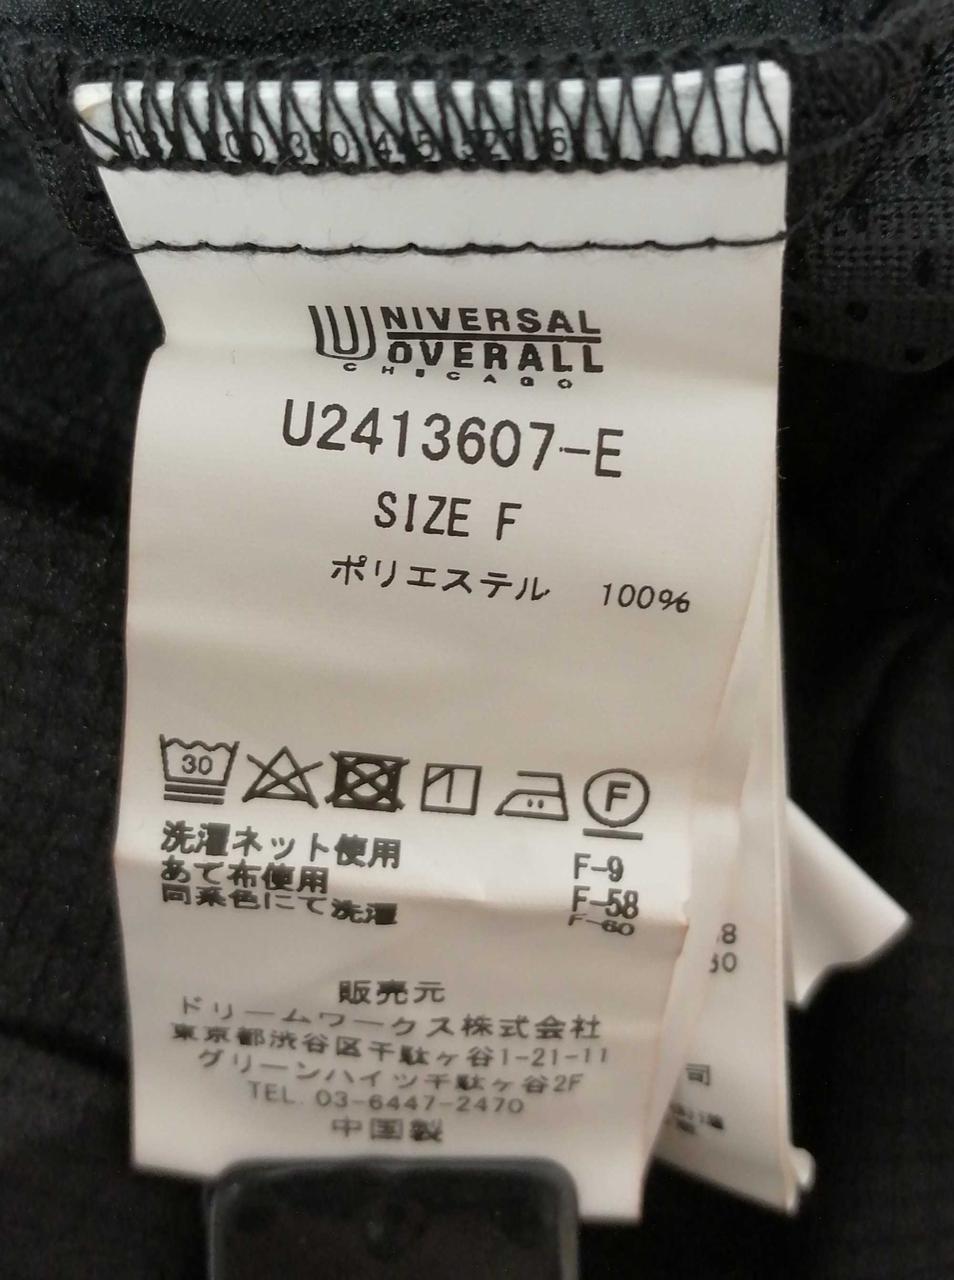 UNIVERSAL
OVERALL
CHICAGO
U2413607-E
SIZE F
ポリエステル 100%
30
F
洗濯ネット使用 F-9
あて布使用 F-58
同系色にて洗濯 F-60
販売元
ドリームワークス株式会社
東京都渋谷区千駄ヶ谷1-21-11
グリーンハイツ千駄ヶ谷2F
TEL. 03-6447-2470
中国製
司